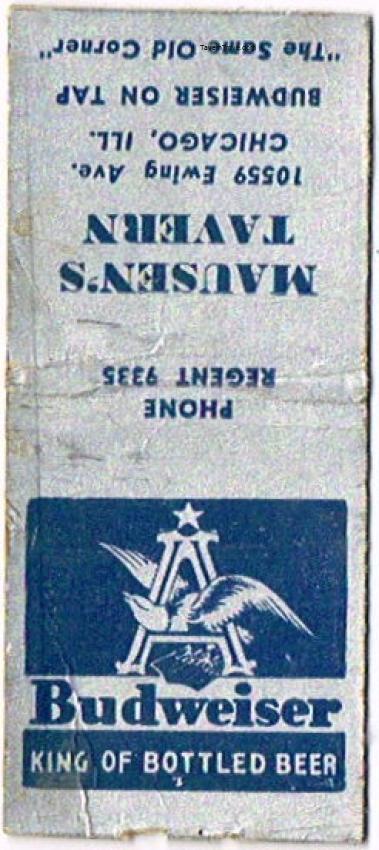 PHONE
REGENT 9335
MAUSEN'S
TAVERN
10559 Ewing Ave.
CHICAGO, ILL.
BUDWEISER ON TAP
"The Same Old Corner"
A
Budweiser
KING OF BOTTLED BEER